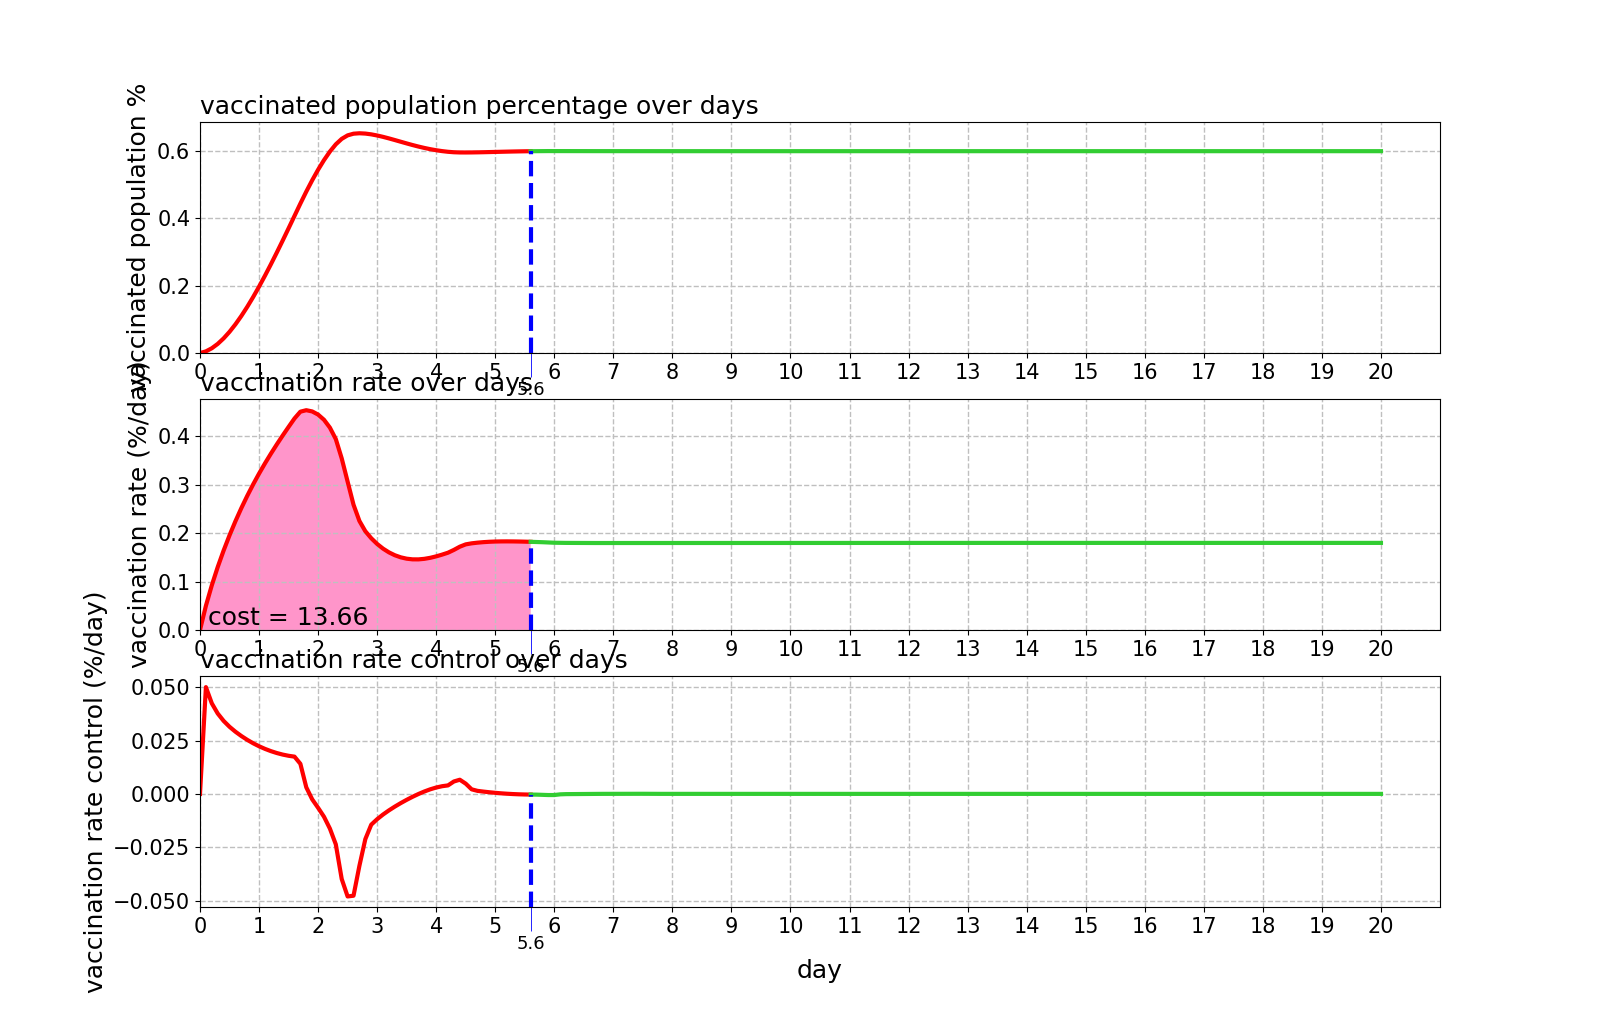 vaccinated population percentage over days
vaccinated population %
0.6
0.4
0.2
0.0
0 1 2 3 4 5 6 7 8 9 10 11 12 13 14 15 16 17 18 19 20
5.6
vaccination rate over days
vaccination rate (%/day)
0.4
0.3
0.2
0.1
0.0
cost = 13.66
0 1 2 3 4 5 6 7 8 9 10 11 12 13 14 15 16 17 18 19 20
5.6
vaccination rate control over days
vaccination rate control (%/day)
0.050
0.025
0.000
−0.025
−0.050
0 1 2 3 4 5 6 7 8 9 10 11 12 13 14 15 16 17 18 19 20
5.6
day